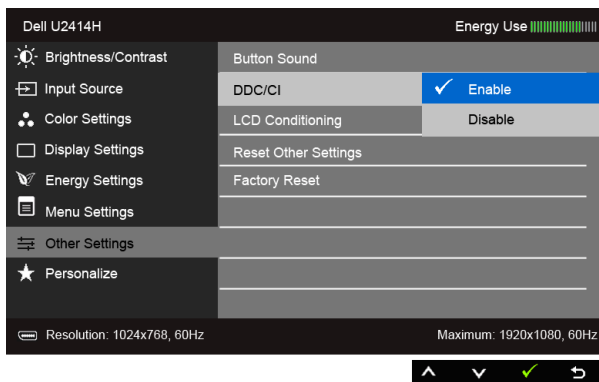 Dell U2414H
Energy Use
Brightness/Contrast
Button Sound
Input Source
DDC/CI
Enable
Color Settings
LCD Conditioning
Disable
Display Settings
Reset Other Settings
Energy Settings
Factory Reset
Menu Settings
Other Settings
Personalize
Resolution: 1024x768, 60Hz
Maximum: 1920x1080, 60Hz